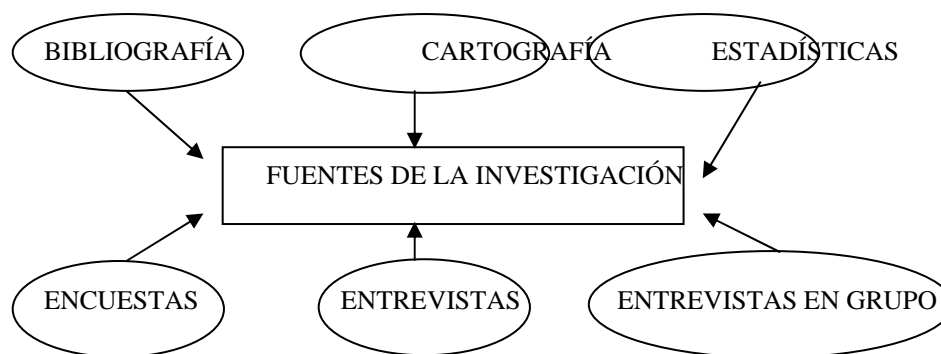 BIBLIOGRAFÍA
CARTOGRAFÍA
ESTADÍSTICAS
FUENTES DE LA INVESTIGACIÓN
ENCUESTAS
ENTREVISTAS
ENTREVISTAS EN GRUPO